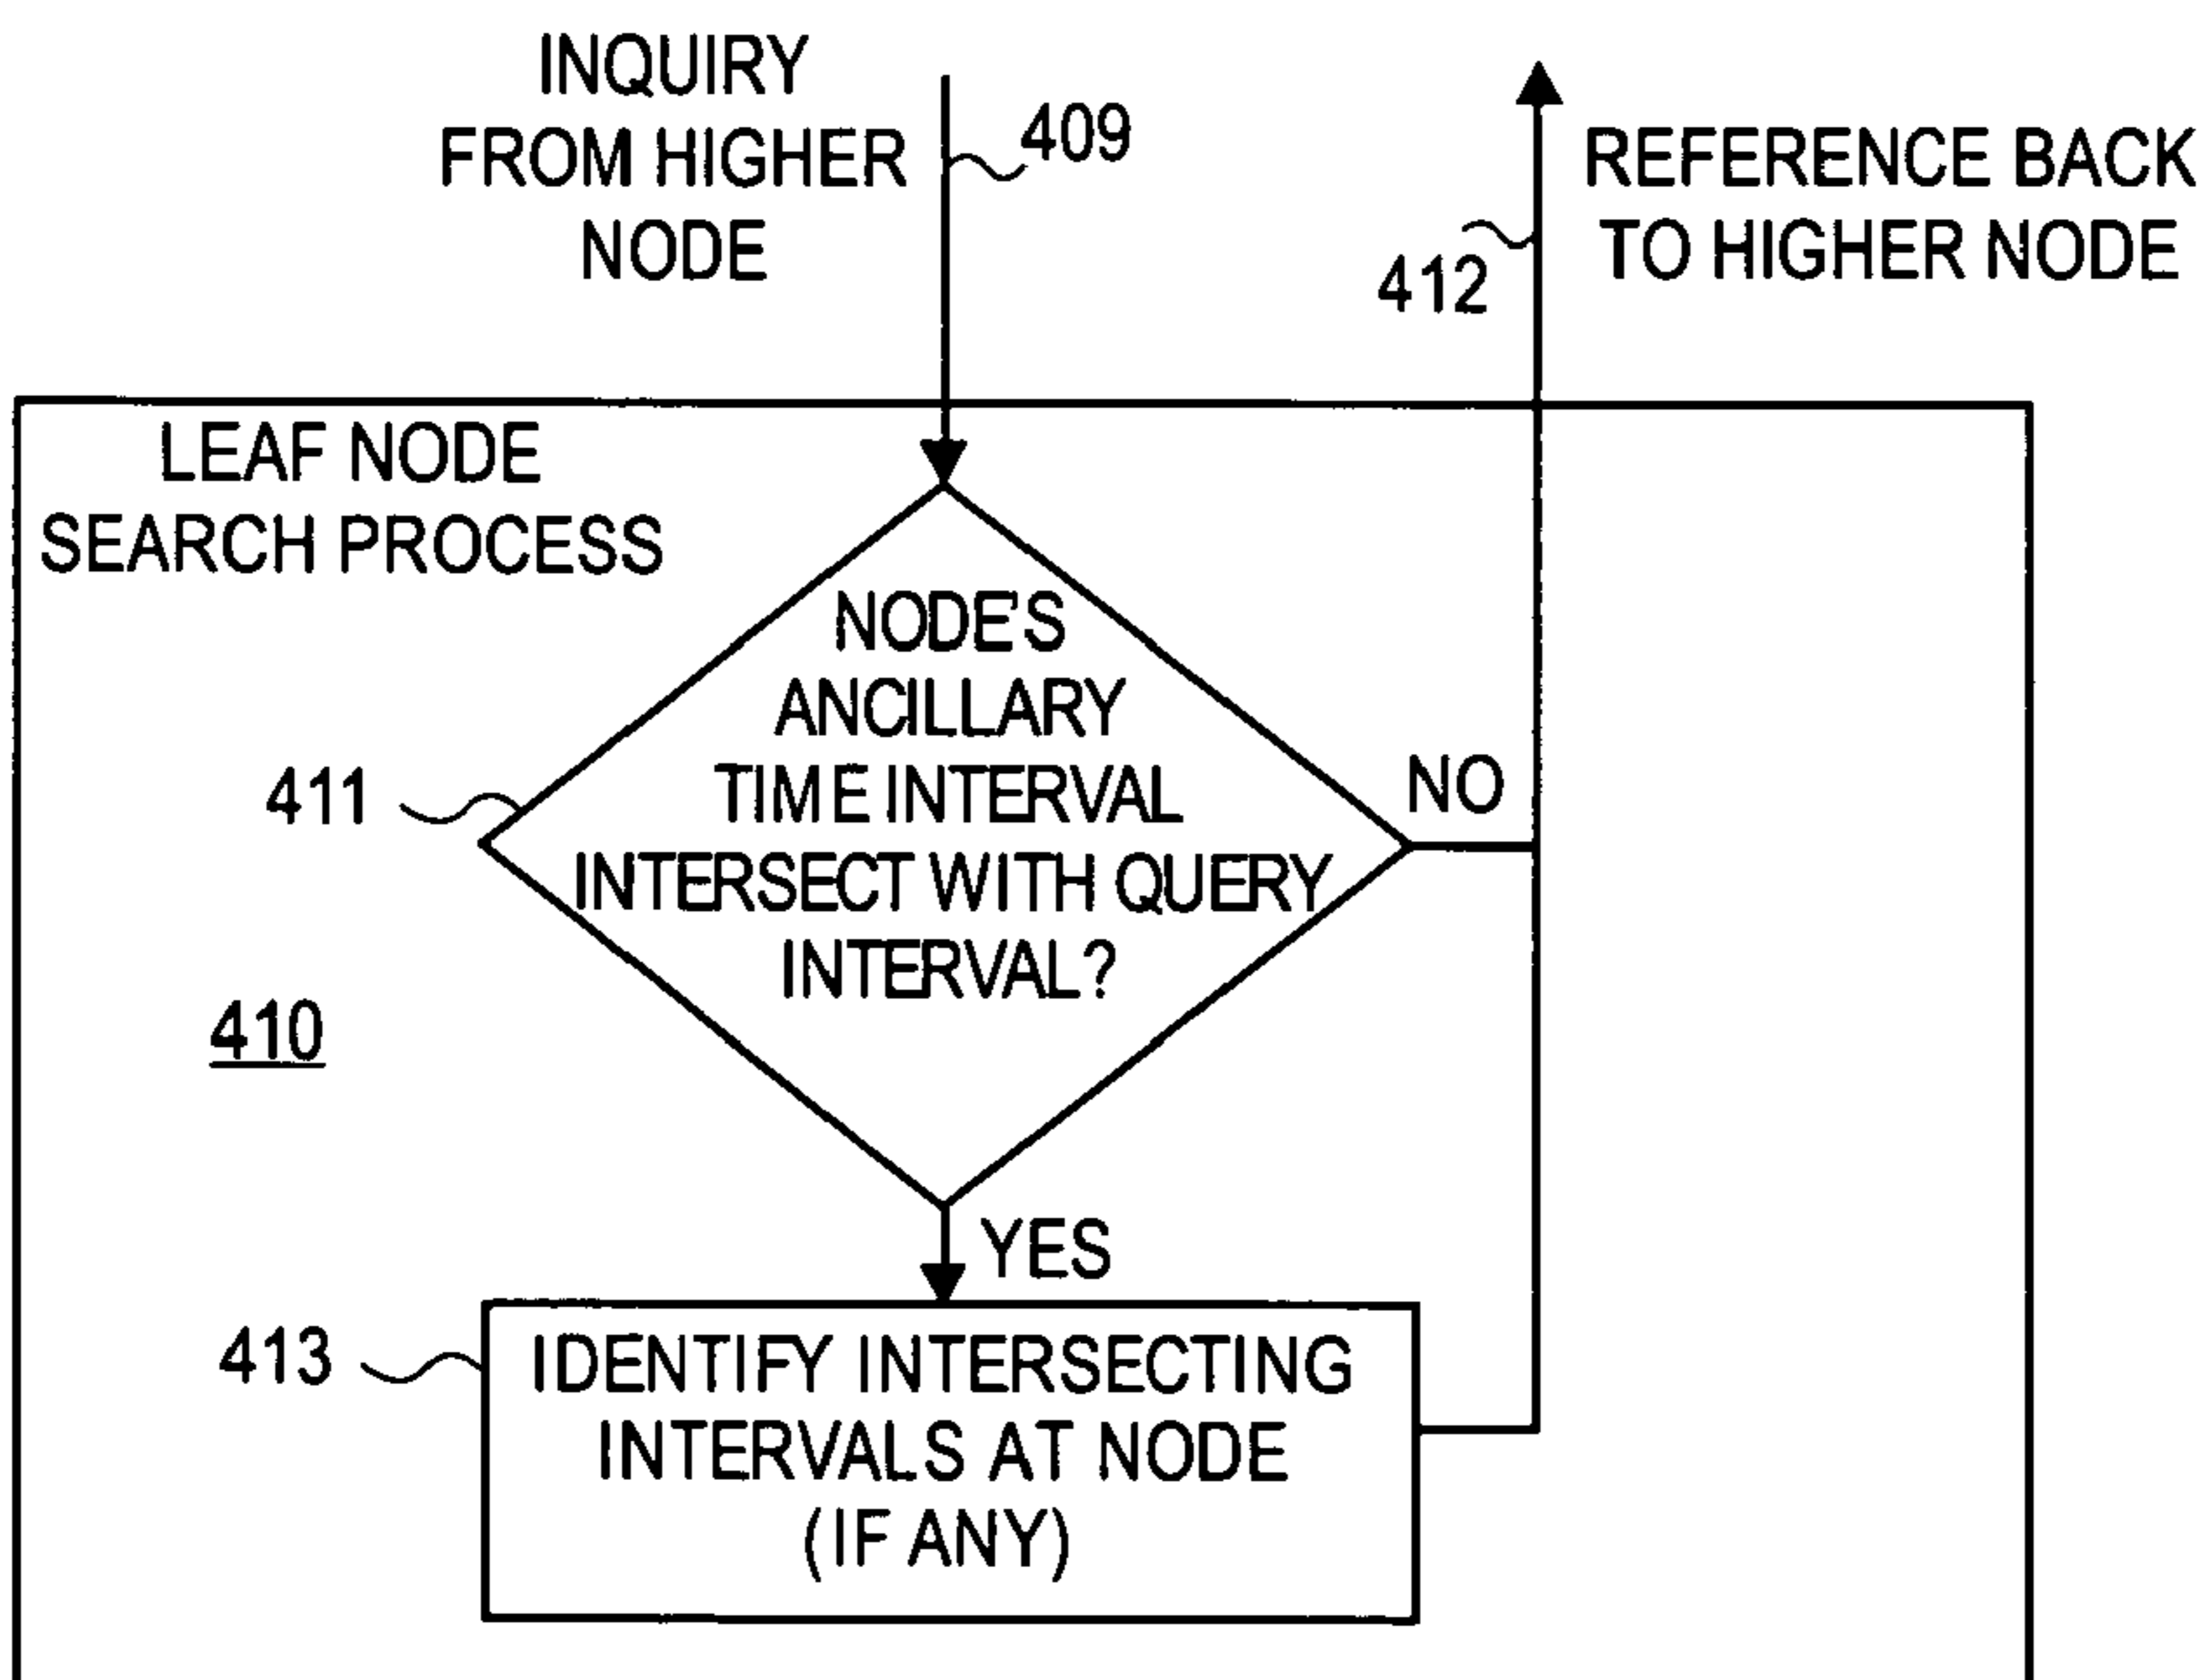 INQUIRY
FROM HIGHER
NODE
409
412
REFERENCE BACK
TO HIGHER NODE
LEAF NODE
SEARCH PROCESS
NODE'S
ANCILLARY
TIME INTERVAL
INTERSECT WITH QUERY
INTERVAL?
411
NO
410
YES
413
IDENTIFY INTERSECTING
INTERVALS AT NODE
(IF ANY)